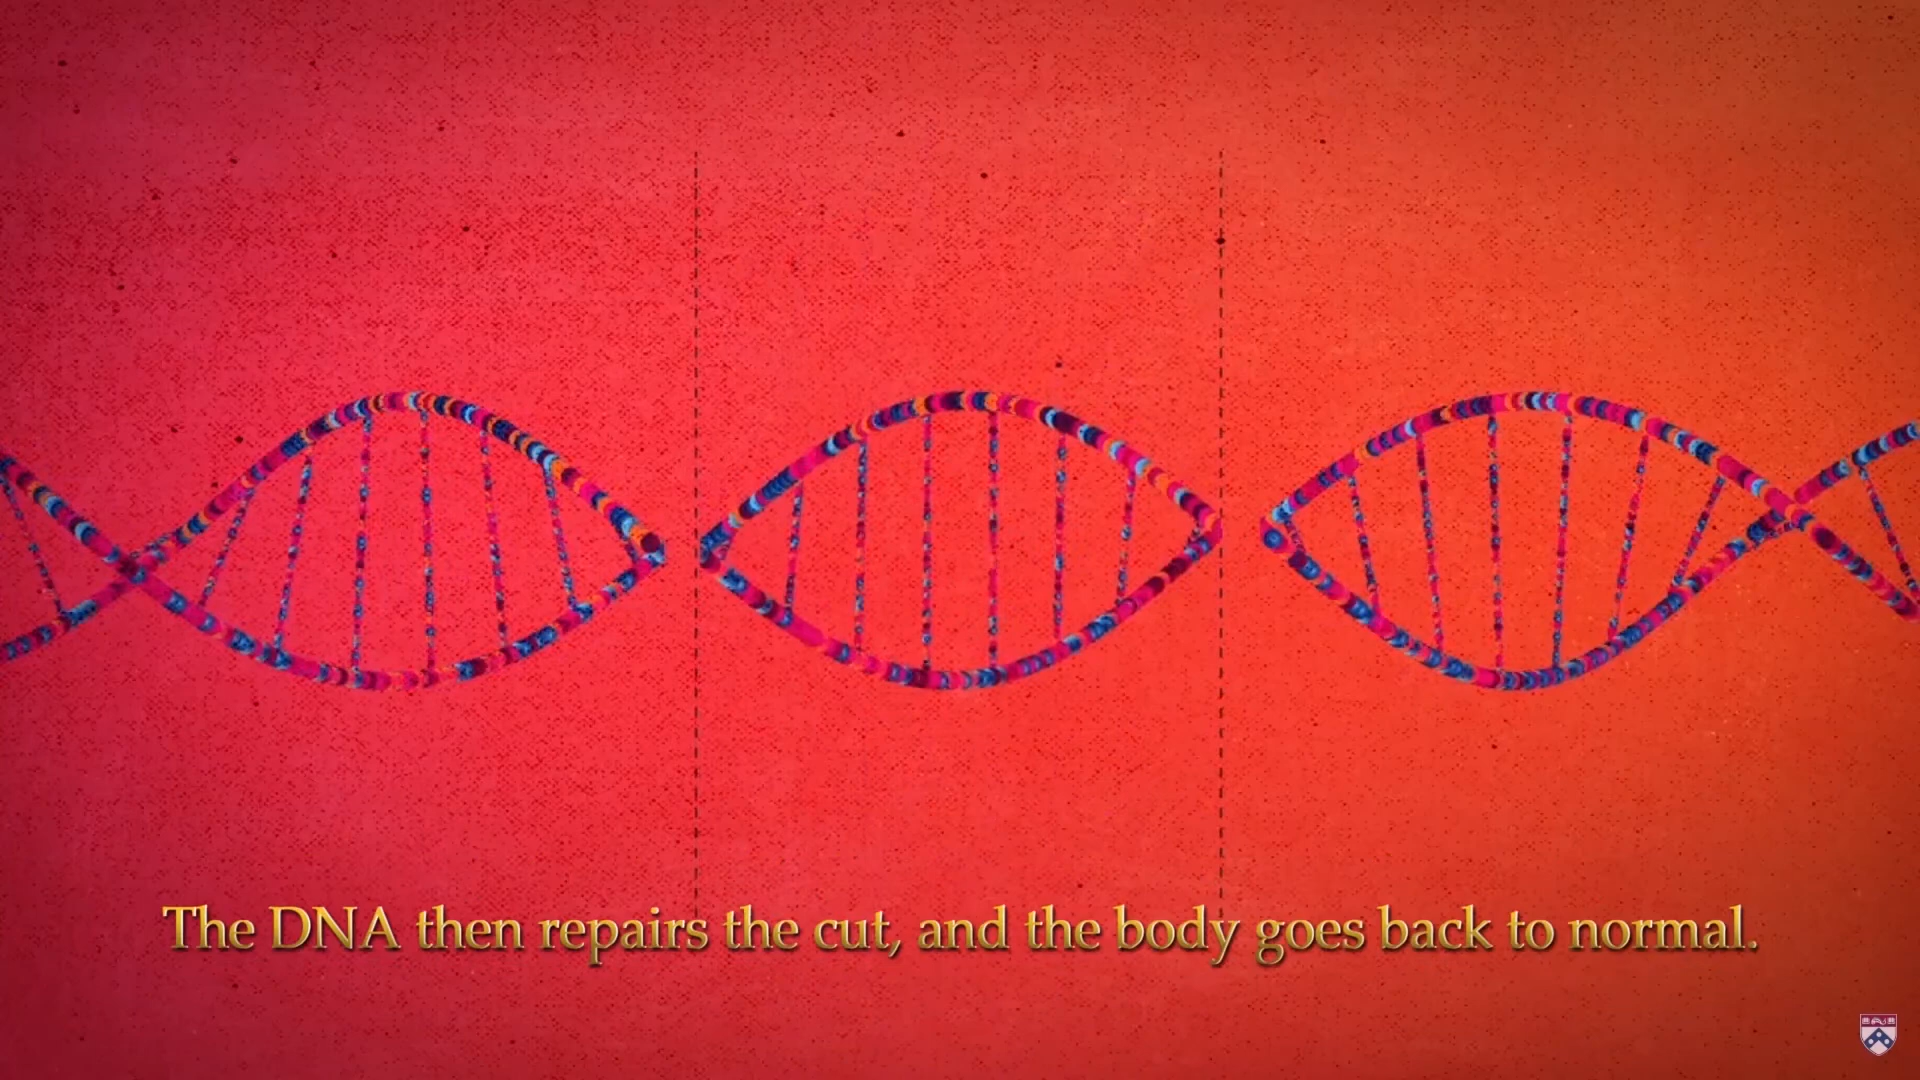 The DNA then repairs the cut, and the body goes back to normal.